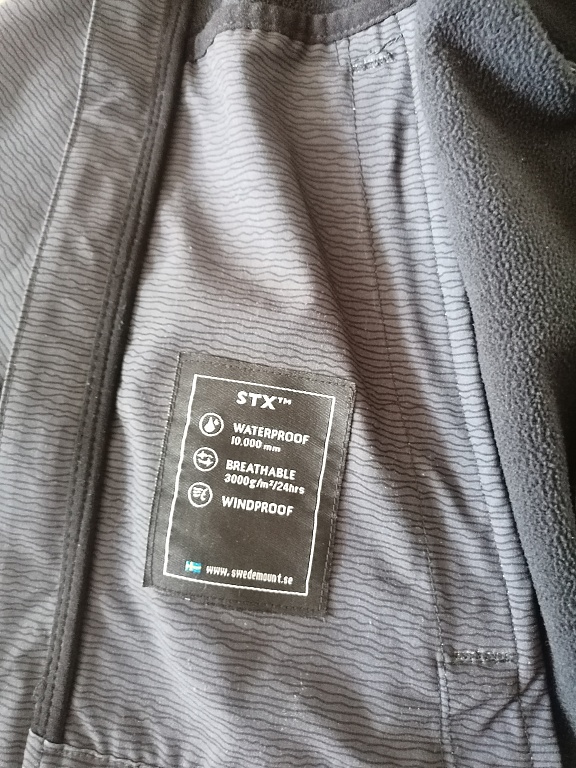 STX™
WATERPROOF
10.000 mm
BREATHABLE
3000g/m²/24hrs
WINDPROOF
www.swedemount.se